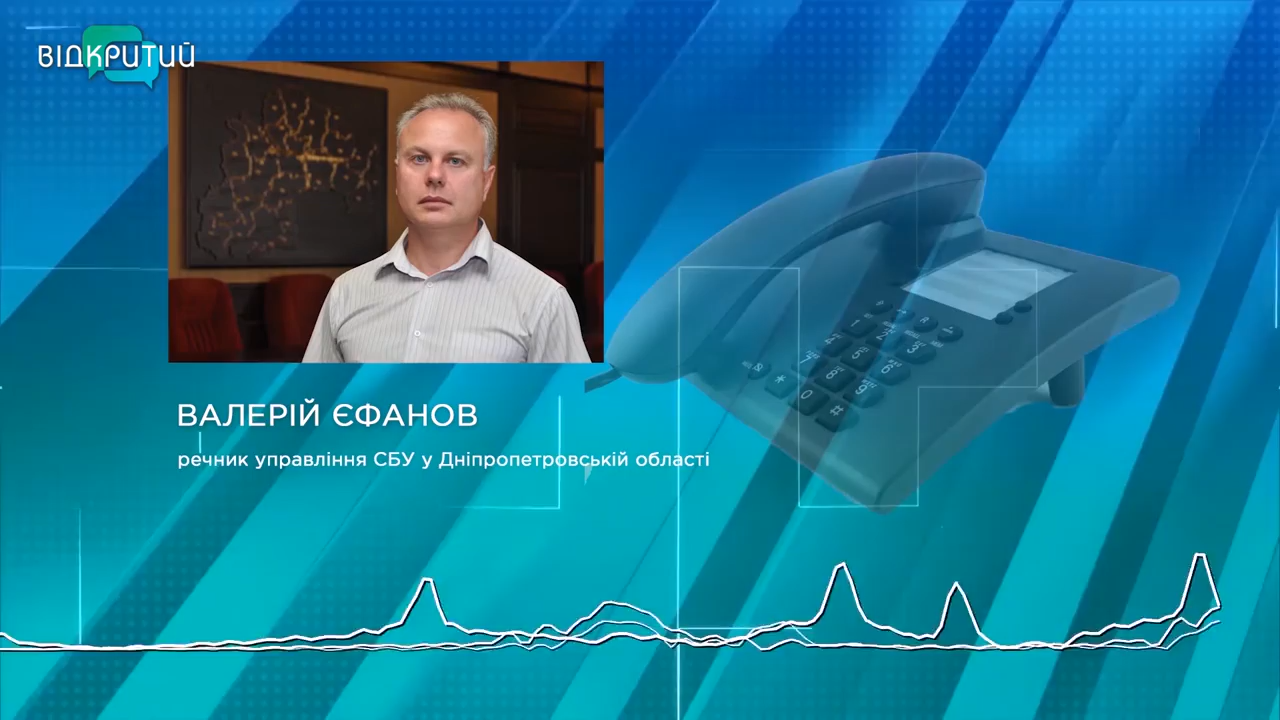 ВІДКРИТИЙ
ВАЛЕРІЙ ЄФАНОВ
речник управління СБУ у Дніпропетровській області